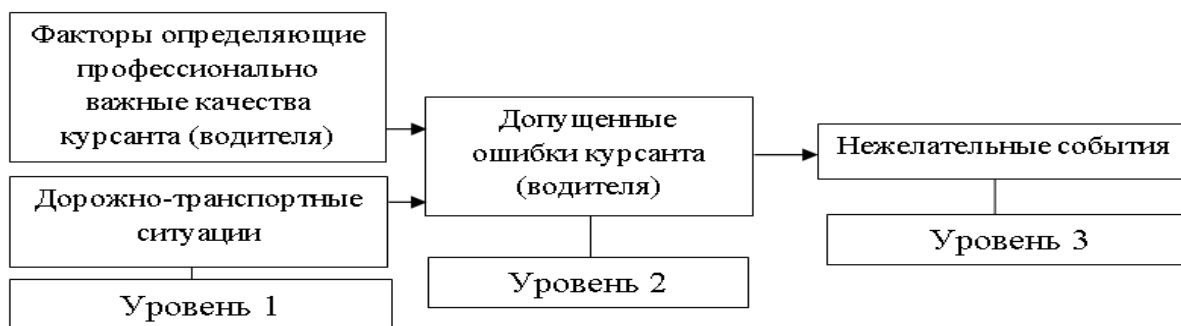 Факторы определяющие
профессионально
важные качества
курсанта (водителя)
Дорожно-транспортные
ситуации
Уровень 1
Допущенные
ошибки курсанта
(водителя)
Уровень 2
Нежелательные события
Уровень 3